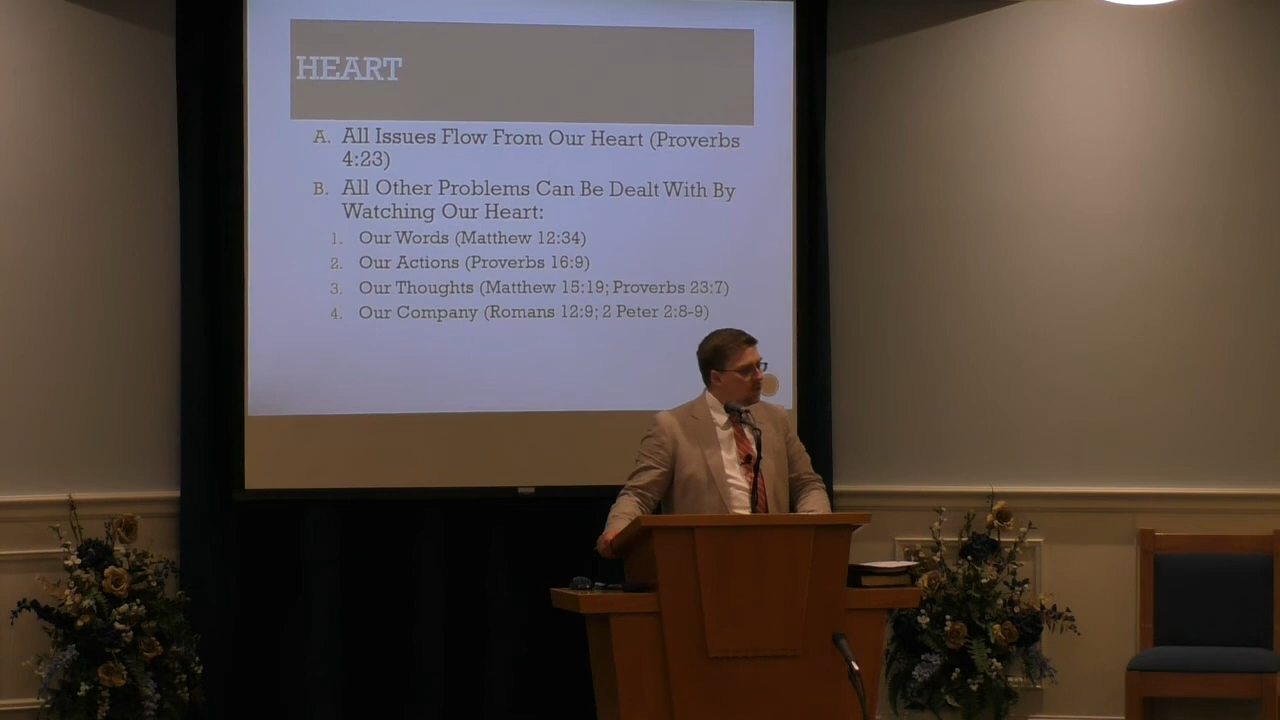 HEART
A. All Issues Flow From Our Heart (Proverbs
4:23)
B. All Other Problems Can Be Dealt With By
Watching Our Heart:
1. Our Words (Matthew 12:34)
2. Our Actions (Proverbs 16:9)
3. Our Thoughts (Matthew 15:19; Proverbs 23:7)
4. Our Company (Romans 12:9; 2 Peter 2:8-9)